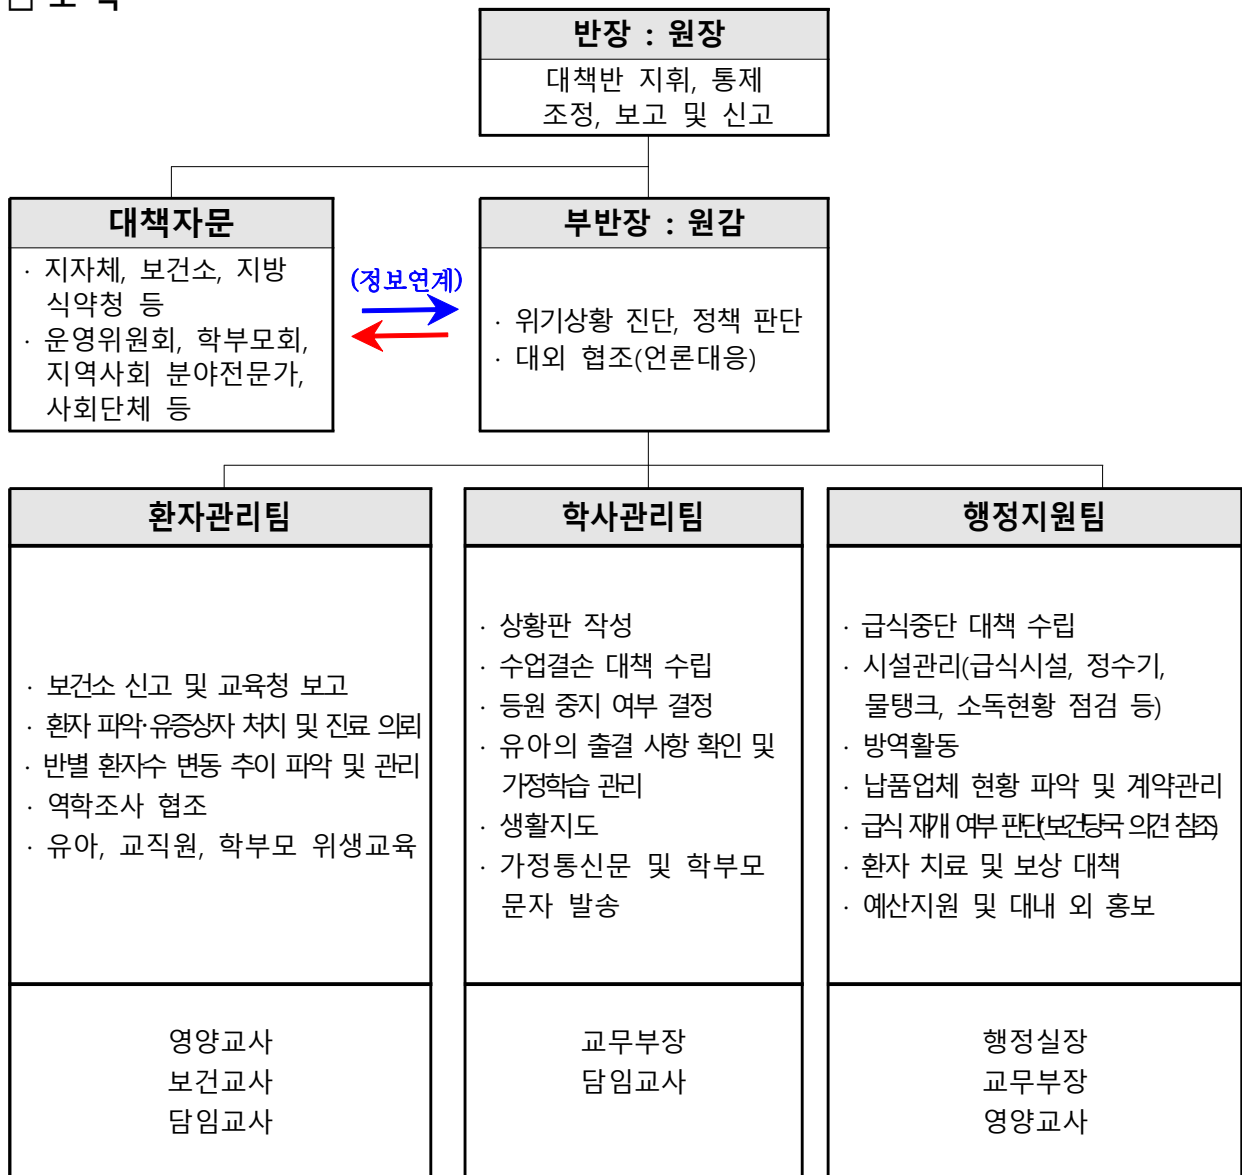 □ 조 직
반장 : 원장
대책반 지휘, 통제
조정, 보고 및 신고
대책자문
· 지자체, 보건소, 지방
식약청 등
· 운영위원회, 학부모회,
지역사회 분야전문가,
사회단체 등
(정보연계)
부반장 : 원감
· 위기상황 진단, 정책 판단
· 대외 협조(언론대응)
환자관리팀
· 보건소 신고 및 교육청 보고
· 환자 파악·유증상자 처치 및 진료 의뢰
· 반별 환자수 변동 추이 파악 및 관리
· 역학조사 협조
· 유아, 교직원, 학부모 위생교육
영양교사
보건교사
담임교사
학사관리팀
· 상황판 작성
· 수업결손 대책 수립
· 등원 중지 여부 결정
· 유아의 출결 사항 확인 및
가정학습 관리
· 생활지도
· 가정통신문 및 학부모
문자 발송
교무부장
담임교사
행정지원팀
· 급식중단 대책 수립
· 시설관리(급식시설, 정수기,
물탱크, 소독현황 점검 등)
· 방역활동
· 납품업체 현황 파악 및 계약관리
· 급식 재개 여부 판단(보건당국 의견 참조)
· 환자 치료 및 보상 대책
· 예산지원 및 대내 외 홍보
행정실장
교무부장
영양교사